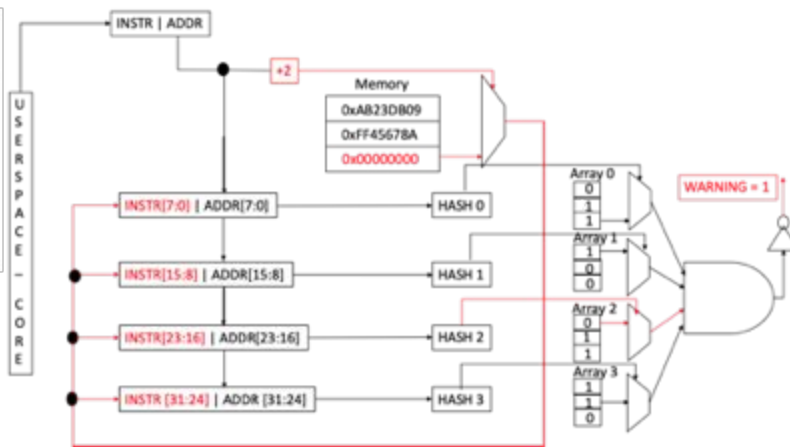 INSTR | ADDR
+2
Memory
0xAB23DB09
0xFF45678A
0x00000000
USERSPACE – CORE
INSTR[7:0] | ADDR[7:0]
HASH 0
INSTR[15:8] | ADDR[15:8]
HASH 1
INSTR[23:16] | ADDR[23:16]
HASH 2
INSTR [31:24] | ADDR [31:24]
HASH 3
Array 0
0
1
1
Array 1
1
0
0
Array 2
0
1
1
Array 3
1
1
0
WARNING = 1